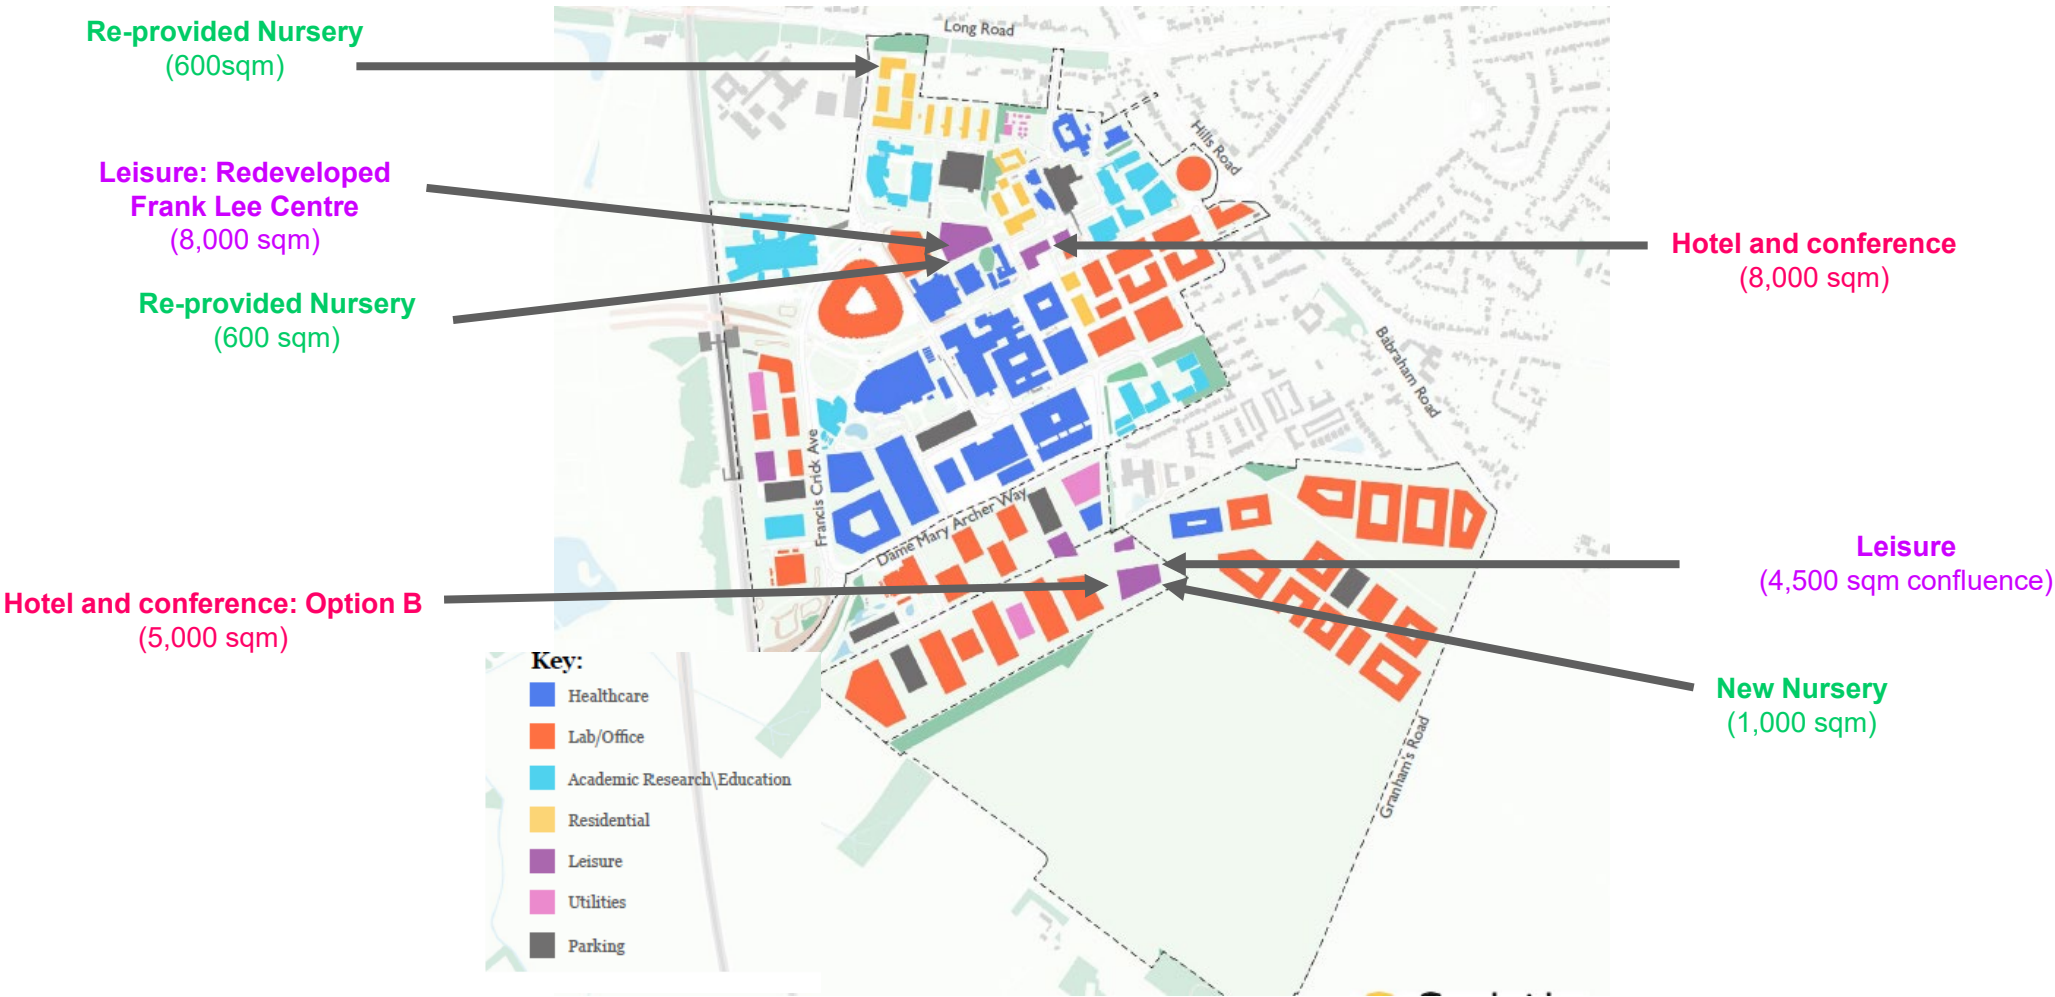 Re-provided Nursery
(600sqm)
Leisure: Redeveloped
Frank Lee Centre
(8,000 sqm)
Re-provided Nursery
(600 sqm)
Hotel and conference: Option B
(5,000 sqm)
Long Road
Hills Road
Babraham Road
Francis Crick Ave
Dame Mary Archer Way
Granham's Road
Hotel and conference
(8,000 sqm)
Leisure
(4,500 sqm confluence)
New Nursery
(1,000 sqm)
Key:
Healthcare
Lab/Office
Academic Research\Education
Residential
Leisure
Utilities
Parking